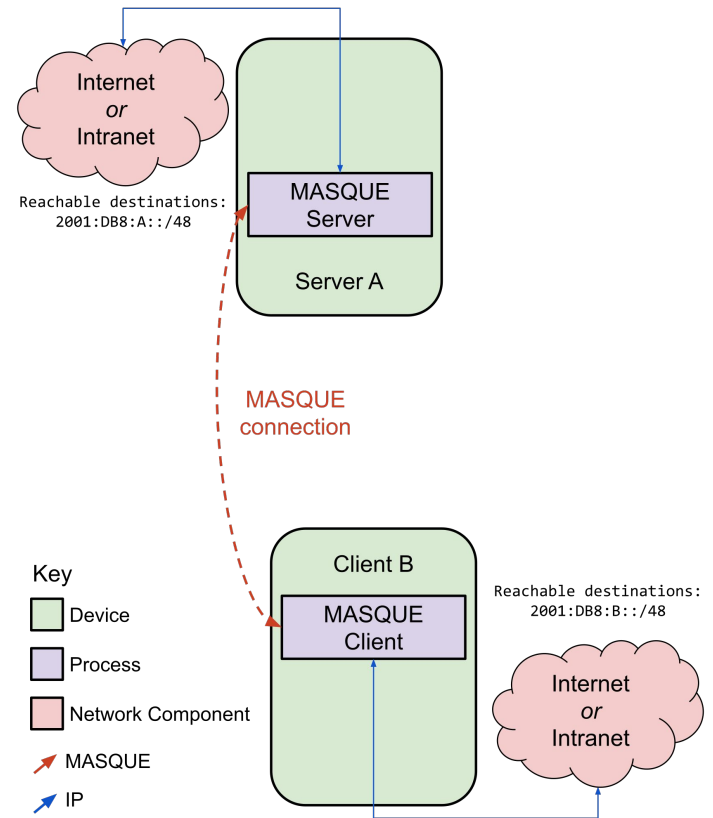 Internet
or
Intranet
Reachable destinations:
2001:DB8:A::/48
MASQUE
Server
Server A
MASQUE
connection
Client B
MASQUE
Client
Reachable destinations:
2001:DB8:B::/48
Internet
or
Intranet
Key
Device
Process
Network Component
MASQUE
IP